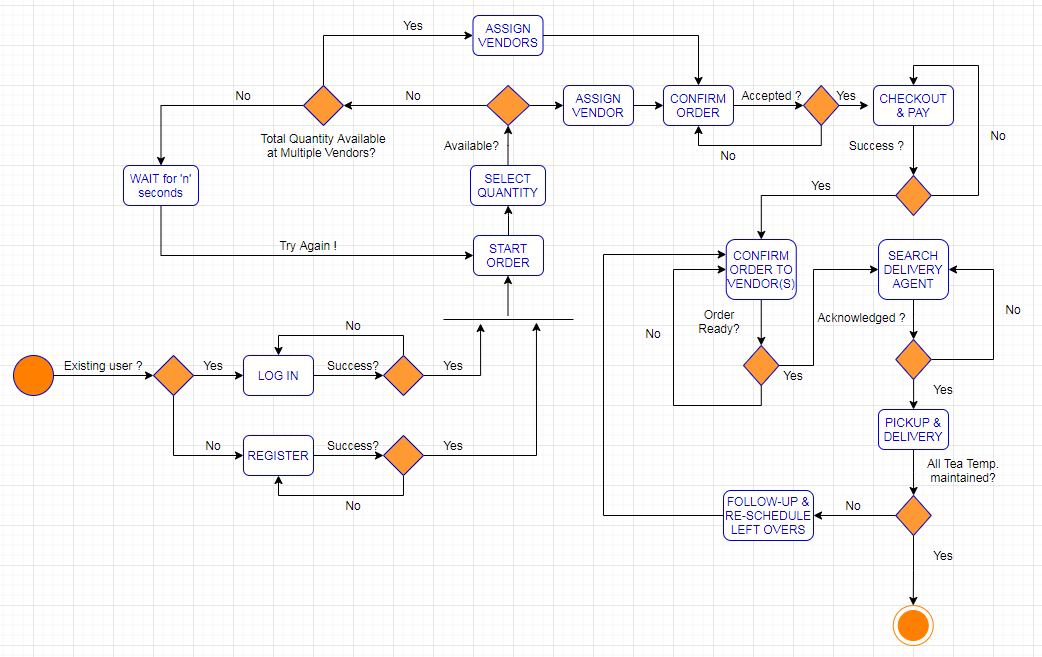 Yes
ASSIGN
VENDORS
No
No
ASSIGN
VENDOR
CONFIRM
ORDER
Accepted ?
Yes
CHECKOUT
& PAY
No
Total Quantity Available
at Multiple Vendors?
Available?
No
Success ?
WAIT for 'n'
seconds
SELECT
QUANTITY
Yes
Try Again !
START
ORDER
CONFIRM
ORDER TO
VENDOR(S)
SEARCH
DELIVERY
AGENT
No
Order
Ready?
No
Acknowledged ?
Yes
Yes
PICKUP &
DELIVERY
All Tea Temp.
maintained?
FOLLOW-UP &
RE-SCHEDULE
LEFT OVERS
No
Yes
No
Existing user ?
Yes
LOG IN
Success?
Yes
No
REGISTER
Success?
Yes
No